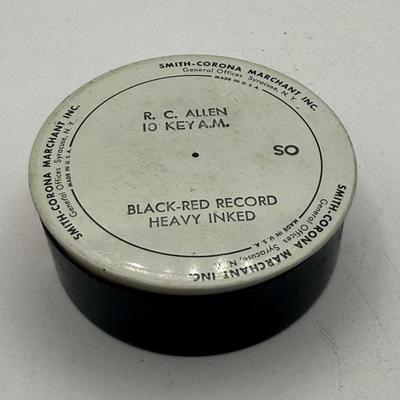 SMITH-CORONA MARCHANT INC.
General Offices Syracuse, N. Y.
MADE IN U.S.A.
R. C. ALLEN
10 KEY A.M.
SO
BLACK-RED RECORD
HEAVY INKED
SMITH-CORONA MARCHANT INC.
General Offices Syracuse, N. Y.
MADE IN U.S.A.
SMITH-CORONA MARCHANT INC.
General Offices Syracuse, N. Y.
MADE IN U.S.A.